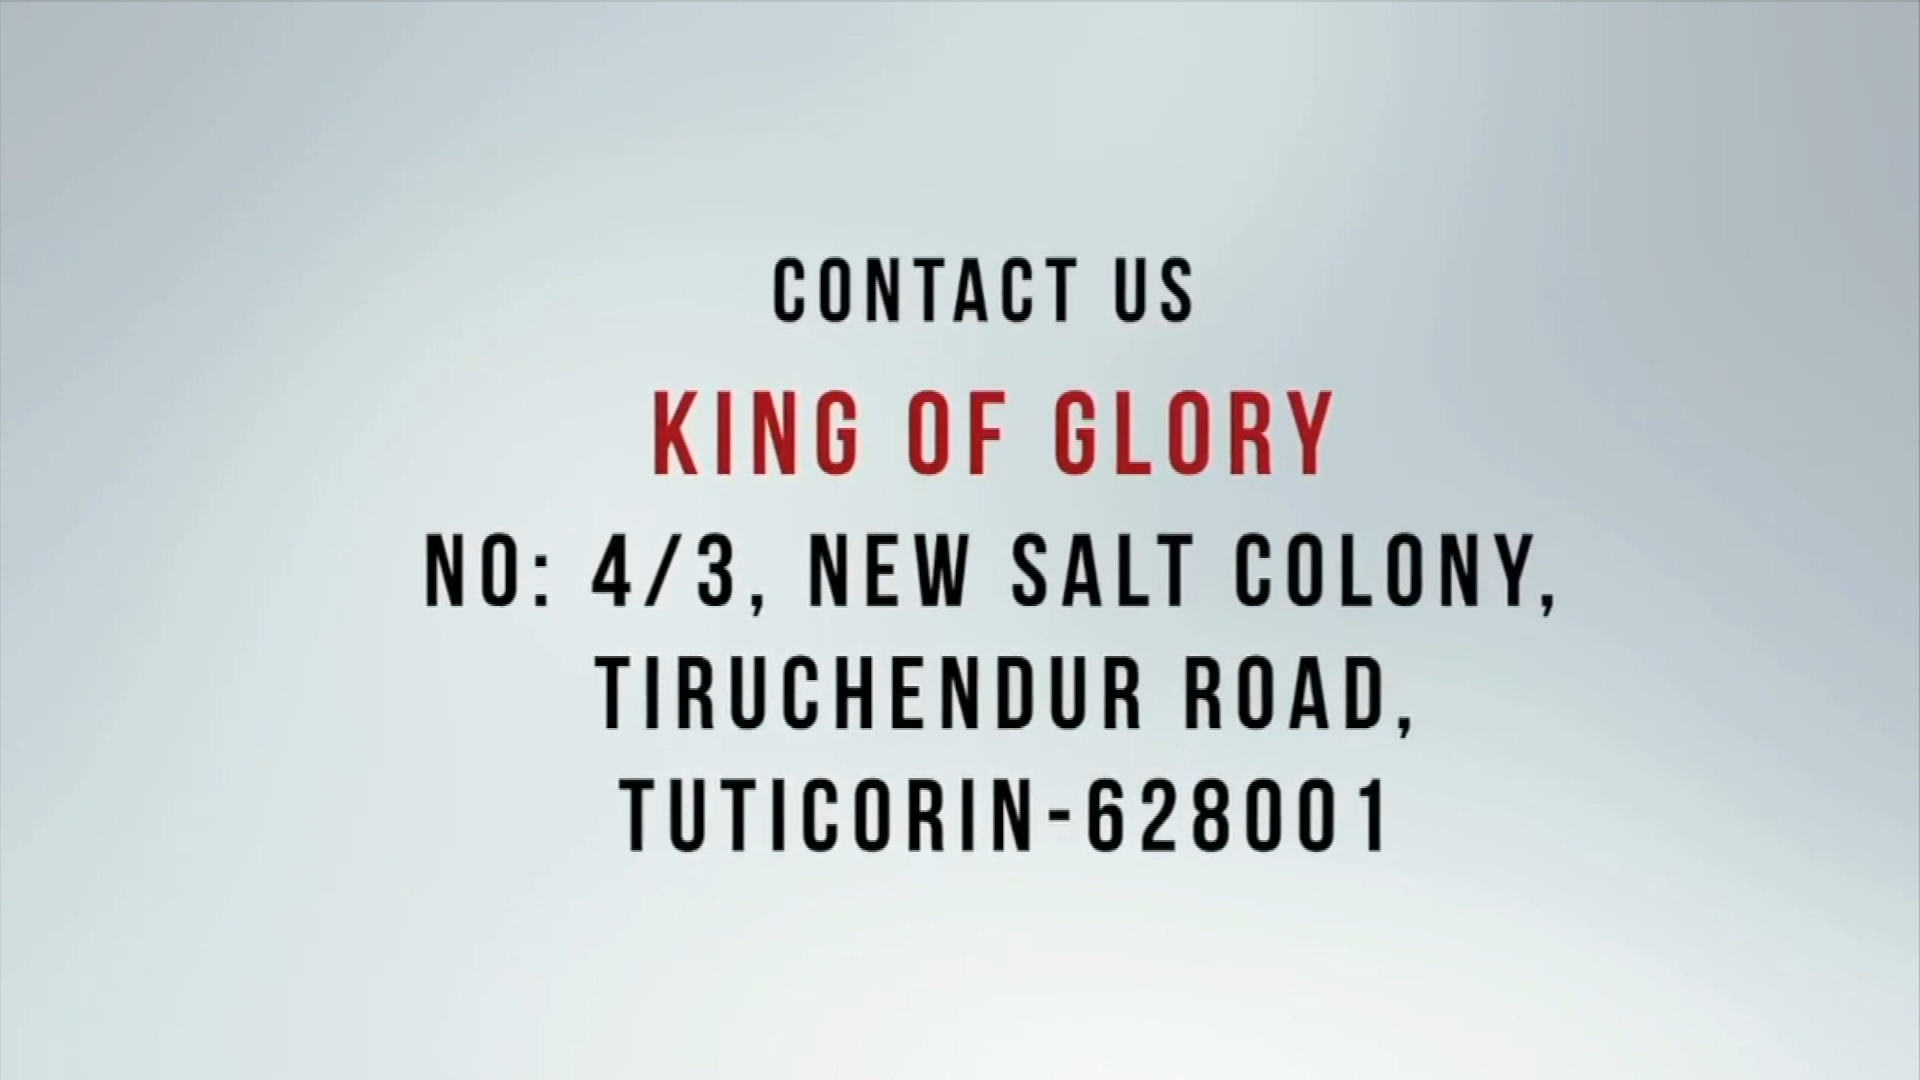 CONTACT US
KING OF GLORY
NO: 4/3, NEW SALT COLONY,
TIRUCHENDUR ROAD,
TUTICORIN-628001